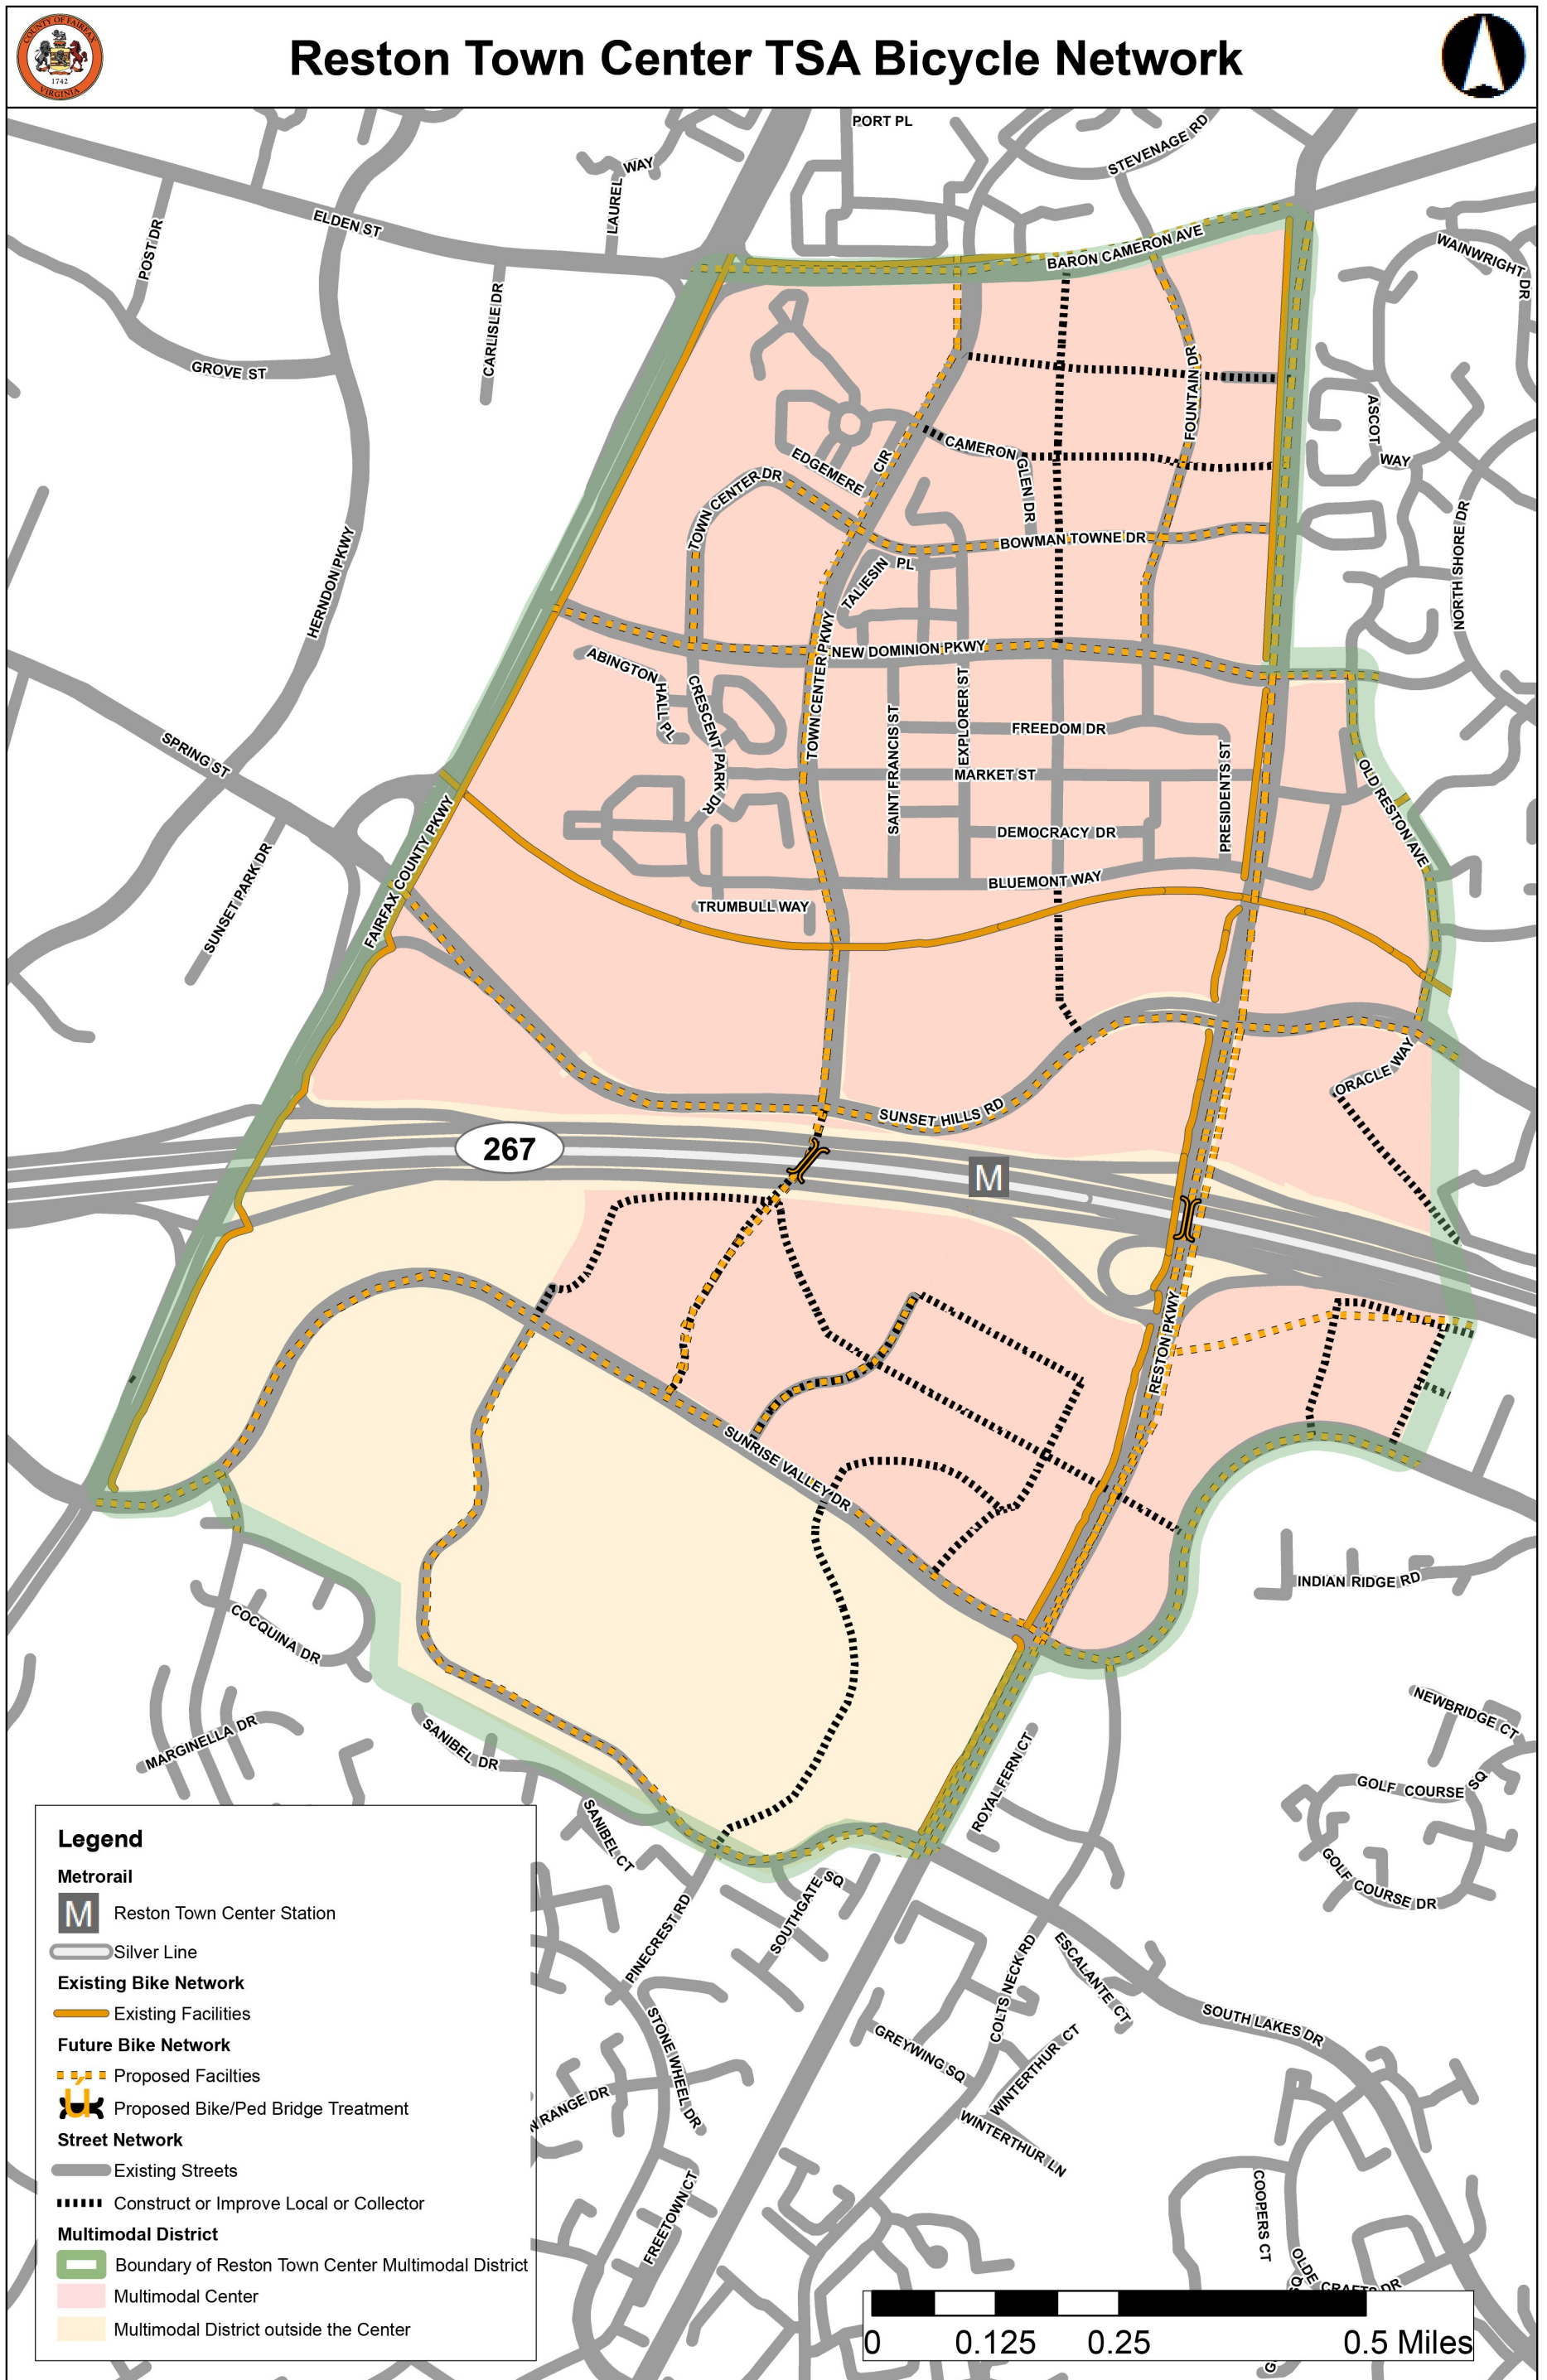 COUNTY OF FAIRFAX
1742
VIRGINIA
Reston Town Center TSA Bicycle Network
PORT PL
STEVENAGE RD
LAUREL WAY
ELDEN ST
POST DR
BARON CAMERON AVE
WAINWRIGHT DR
CARLISLE DR
GROVE ST
FOUNTAIN DR
ASCOT WAY
CAMERON GLEN DR
EDGEMERE CIR
TOWN CENTER DR
NORTH SHORE DR
BOWMAN TOWNE DR
HERNDON PKWY
TALIESIN PL
NEW DOMINION PKWY
ABINGTON HALL PL
CRESCENT PARK DR
TOWN CENTER PKWY
SAINT FRANCIS ST
EXPLORER ST
FREEDOM DR
SPRING ST
MARKET ST
PRESIDENTS ST
OLD RESTON AVE
DEMOCRACY DR
FAIRFAX COUNTY PKWY
SUNSET PARK DR
BLUEMONT WAY
TRUMBULL WAY
ORACLE WAY
SUNSET HILLS RD
267
M
RESTON PKWY
SUNRISE VALLEY DR
INDIAN RIDGE RD
COCQUINA DR
NEWBRIDGE CT
MARGINELLA DR
SANIBEL DR
ROYAL FERN CT
GOLF COURSE SQ
SANIBEL CT
GOLF COURSE DR
SOUTHGATE SQ
PINECREST RD
COLTS NECK RD
ESCALANTE CT
SOUTH LAKES DR
STONE WHEEL DR
GREYWING SQ
WINTERTHUR CT
N RANGE DR
WINTERTHUR LN
FREETOWN CT
COOPERS CT
OLDE CRAFTS DR
Legend
Metrorail
M Reston Town Center Station
Silver Line
Existing Bike Network
Existing Facilities
Future Bike Network
Proposed Facilties
Ú Proposed Bike/Ped Bridge Treatment
Street Network
Existing Streets
Construct or Improve Local or Collector
Multimodal District
Boundary of Reston Town Center Multimodal District
Multimodal Center
Multimodal District outside the Center
0 0.125 0.25 0.5 Miles